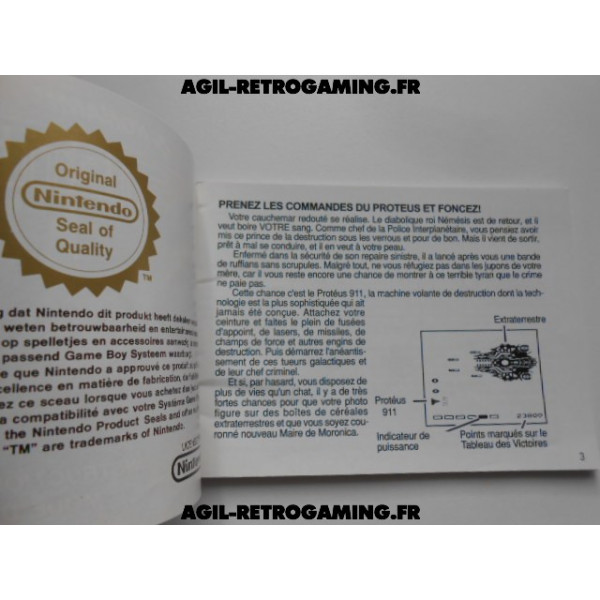 AGIL-RETROGAMING.FR
Original
Nintendo
Seal of
Quality
TM
dat Nintendo dit produkt heeft
weten betrouwbaarheid en
op spelletjes en accessoires aanwezig
passend Game Boy Systeem
que Nintendo a approuvé ce produit
excellence en matière de fabrication, de
ez ce sceau lorsque vous achetez des
compatibilité avec votre System Game
the Nintendo Product Seals and other
"TM" are trademarks of Nintendo.
Nintendo
PRENEZ LES COMMANDES DU PROTEUS ET FONCEZ!
Votre cauchemar redouté se réalise. Le diabolique roi Némésis est de retour, et il
veut boire VOTRE sang. Comme chef de la Police Interplanétaire, vous pensiez avoir
mis ce prince de la destruction sous les verrous et pour de bon. Mais il vient de sortir,
prêt à mal se conduire, et il en veut à votre peau.
Enfermé dans la sécurité de son repaire sinistre, il a lancé après vous une bande
de ruffians sans scrupules. Malgré tout, ne vous réfugiez pas dans les jupons de votre
mère, car il vous reste encore une chance de montrer à ce terrible tyran que le crime
ne paie pas.
Cette chance c'est le Protéus 911, la machine volante de destruction dont la tech-
nologie est la plus sophistiquée qui ait
jamais été conçue. Attachez votre
ceinture et faites le plein de fusées
d'appoint, de lasers, de missiles, de
champs de force et autres engins de
destruction. Puis démarrez l'anéantis-
sement de ces tueurs galactiques et
de leur chef criminel.
Et si, par hasard, vous disposez de
plus de vies qu'un chat, il y a de très
fortes chances pour que votre photo
figure sur des boîtes de céréales
extraterrestres et que vous soyez cou-
ronné nouveau Maire de Moronica.
Extraterrestre
Protéus
911
23800
Indicateur de
puissance
Points marqués sur le
Tableau des Victoires
3
AGIL-RETROGAMING.FR